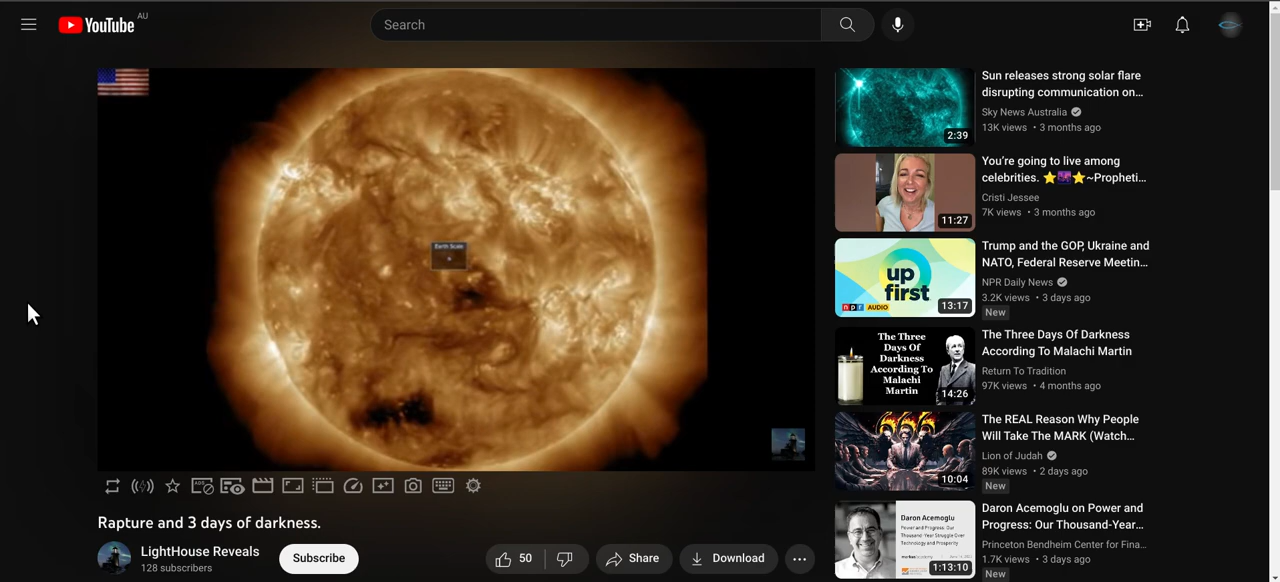 YouTube AU
Search
Earth Scale
Rapture and 3 days of darkness.
LightHouse Reveals
128 subscribers
Subscribe
50
Share
Download
2:39
Sun releases strong solar flare
disrupting communication on...
Sky News Australia
13K views • 3 months ago
11:27
You're going to live among
celebrities. ⭐🌆⭐~Propheti...
Cristi Jessee
7K views • 3 months ago
up
first
npr AUDIO
13:17
Trump and the GOP, Ukraine and
NATO, Federal Reserve Meetin...
NPR Daily News
3.2K views • 3 days ago
New
The Three
Days Of
Darkness
According To
Malachi
Martin
14:26
The Three Days Of Darkness
According To Malachi Martin
Return To Tradition
97K views • 4 months ago
10:04
The REAL Reason Why People
Will Take The MARK (Watch...
Lion of Judah
89K views • 2 days ago
New
Daron Acemoglu
Power and Progress: Our
Thousand-Year Struggle Over
Technology and Prosperity
1:13:10
Daron Acemoglu on Power and
Progress: Our Thousand-Year...
Princeton Bendheim Center for Fina...
1.7K views • 3 days ago
New